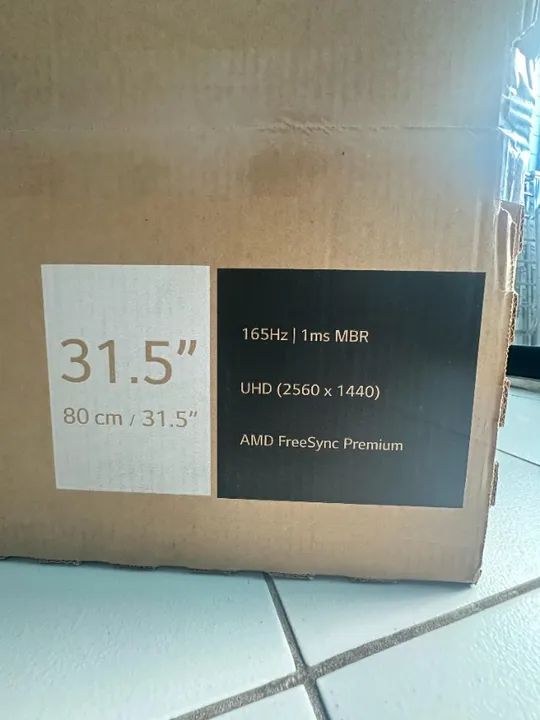 31.5”
80 cm / 31.5”
165Hz | 1ms MBR
UHD (2560 x 1440)
AMD FreeSync Premium